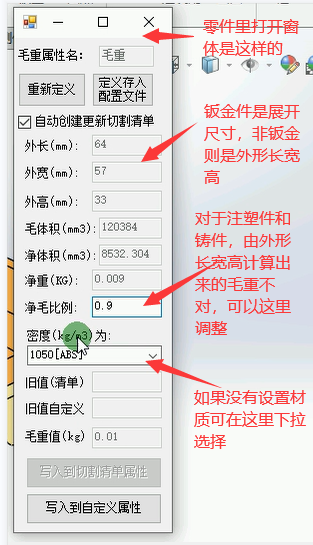 毛重属性名: 毛重
重新定义
定义存入
配置文件
自动创建更新切割清单
外长(mm): 64
外宽(mm): 57
外高(mm): 33
毛体积(mm3): 120384
净体积(mm3): 8532.304
净重(KG): 0.009
净毛比例: 0.9
密度(kg/m3)为:
1050[ABS]
旧值(清单)
旧值自定义
毛重值(kg) 0.01
写入到切割清单属性
写入到自定义属性
零件里打开窗
体是这样的
钣金件是展开
尺寸，非钣金
则是外形长宽
高
对于注塑件和
铸件，由外形
长宽高计算出
来的毛重不
对，可以这里
调整
如果没有设置材
质可在这里下拉
选择